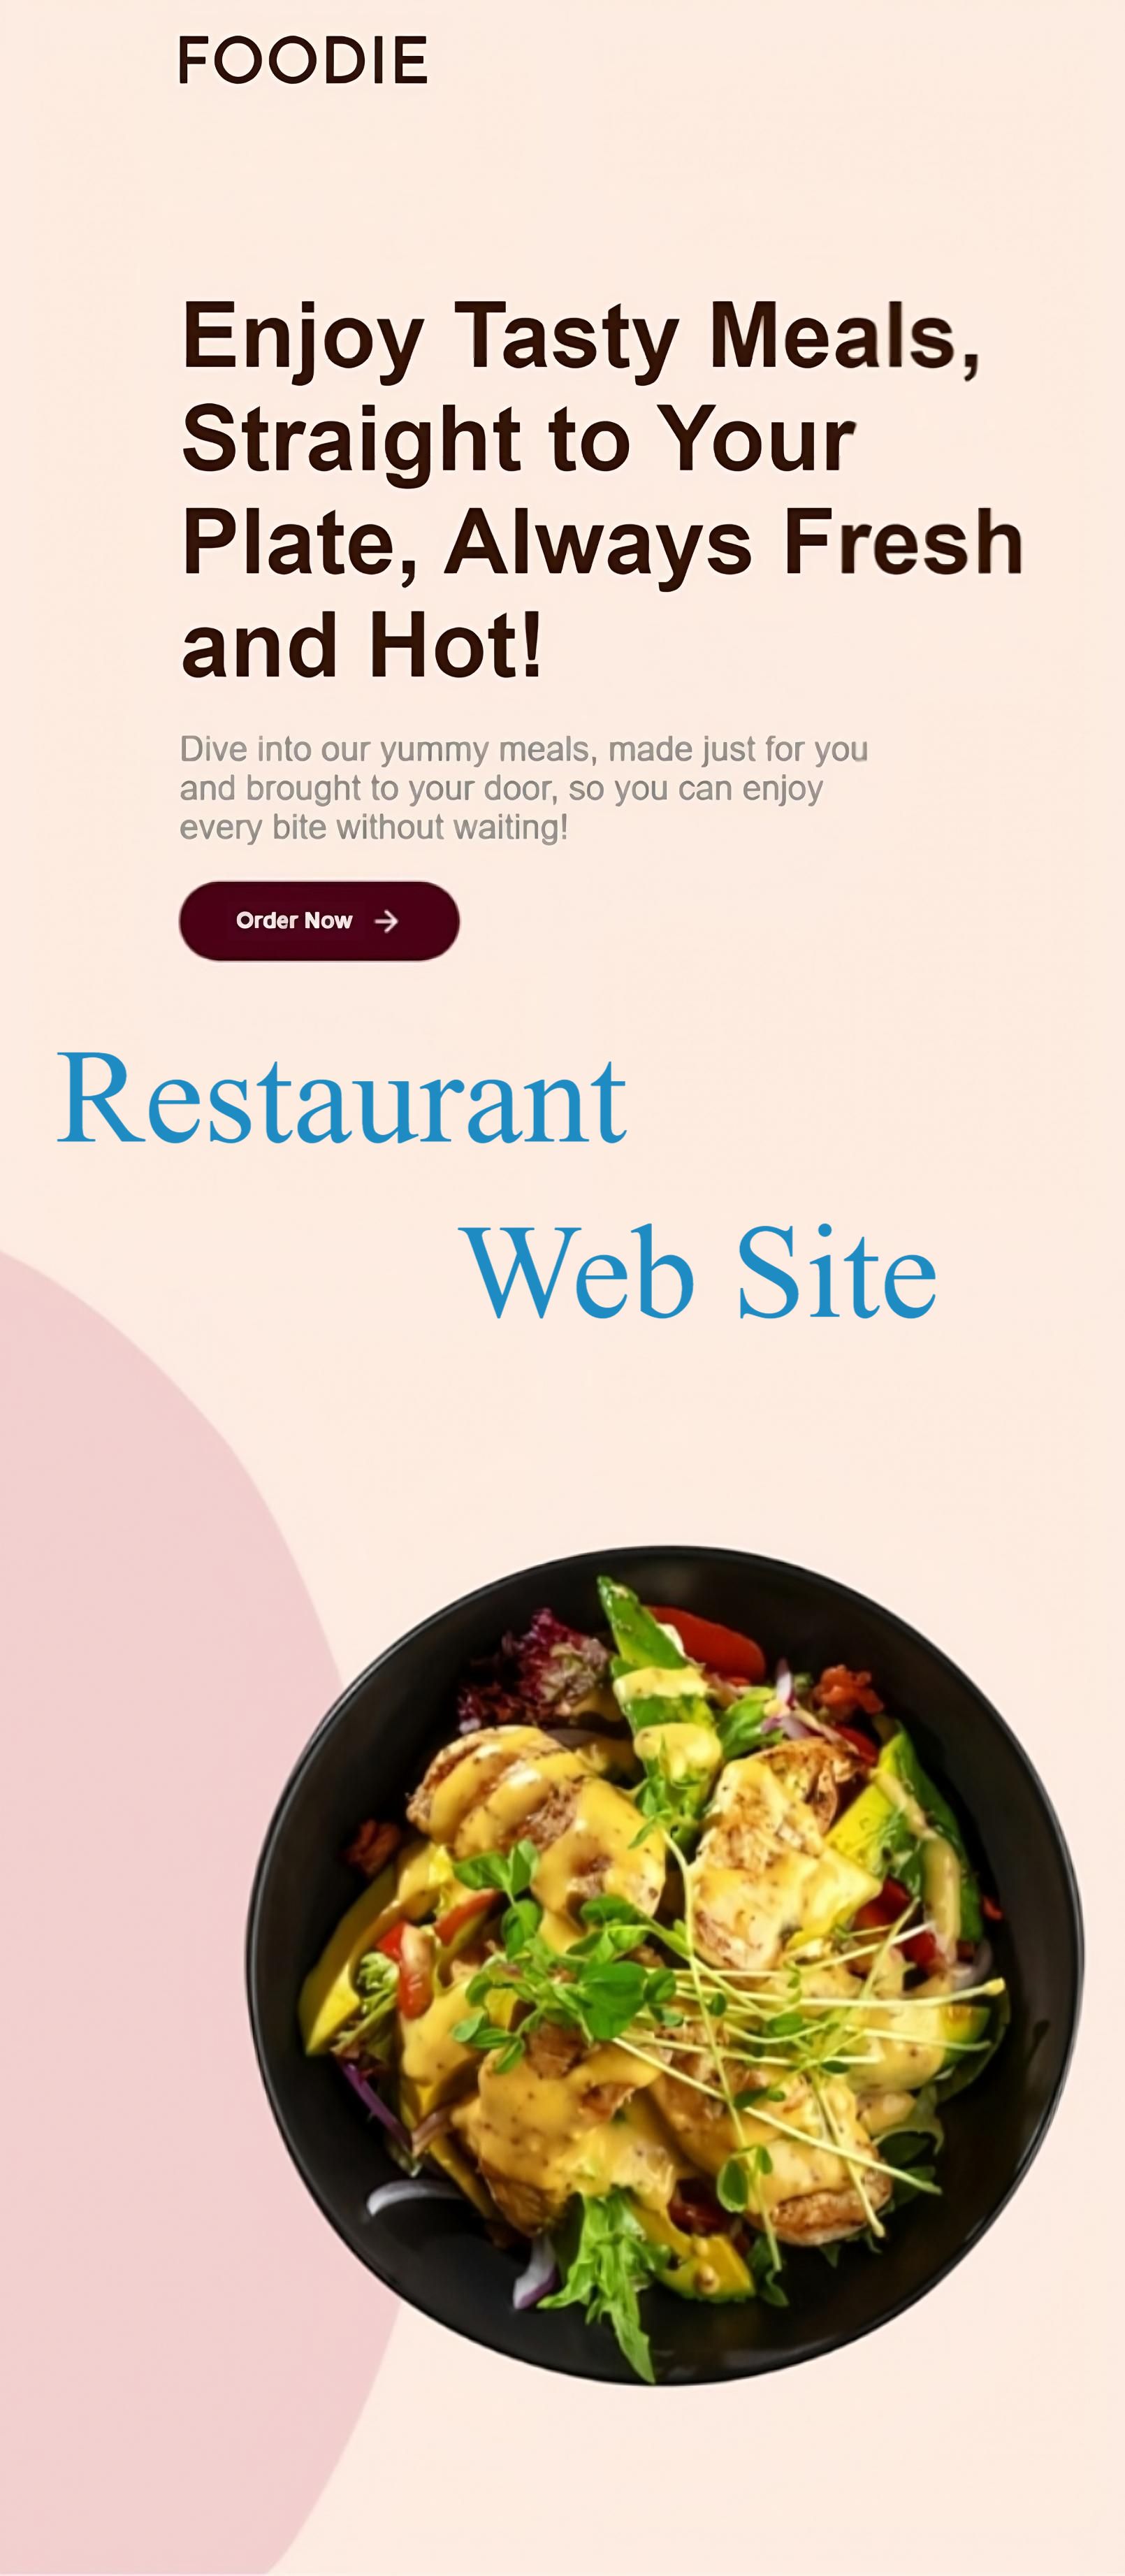 FOODIE
Enjoy Tasty Meals,
Straight to Your
Plate, Always Fresh
and Hot!
Dive into our yummy meals, made just for you
and brought to your door, so you can enjoy
every bite without waiting!
Order Now →
Restaurant
Web Site